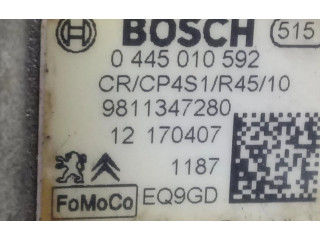 BOSCH 515
0 445 010 592
CR/CP4S1/R45/10
9811347280
12 170407
1187
FoMoCo EQ9GD